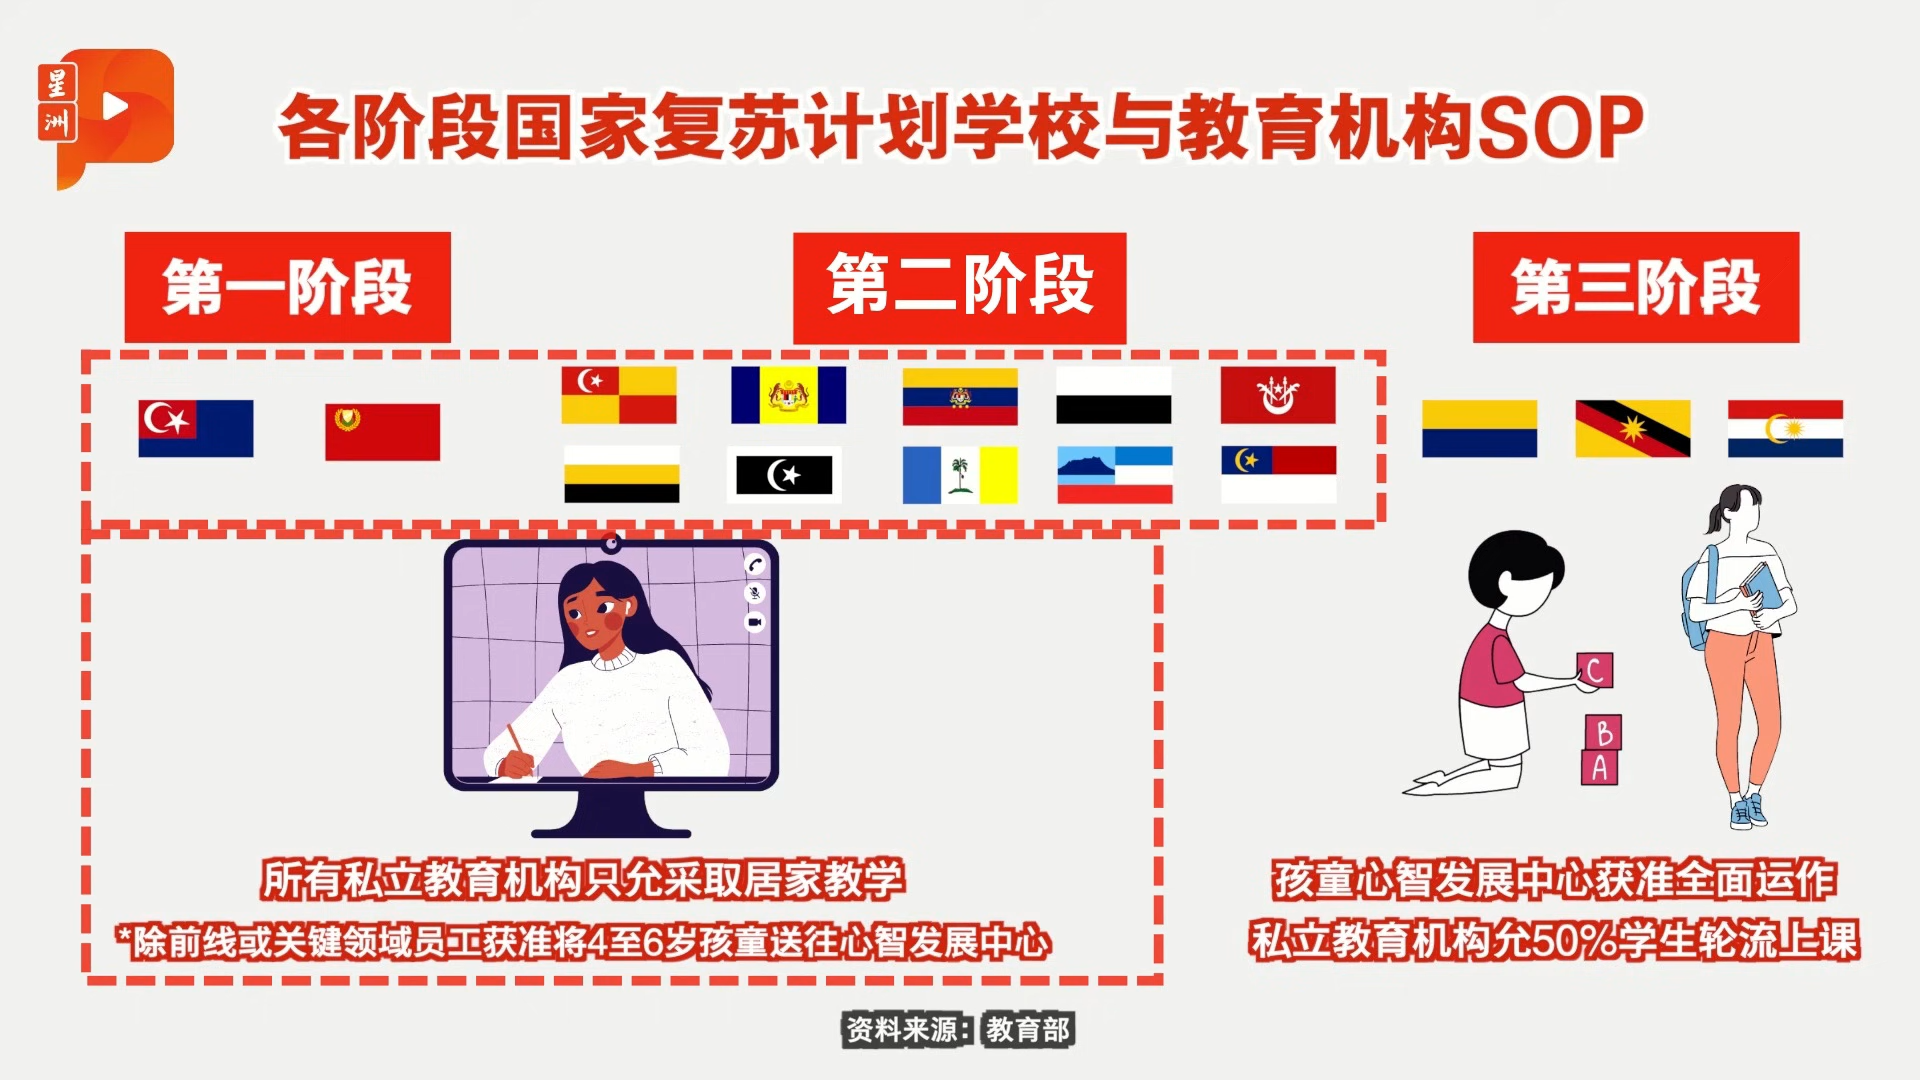 星洲
各阶段国家复苏计划学校与教育机构SOP
第一阶段
第二阶段
第三阶段
C
B
A
所有私立教育机构只允采取居家教学
*除前线或关键领域员工获准将4至6岁孩童送往心智发展中心
孩童心智发展中心获准全面运作
私立教育机构允50%学生轮流上课
资料来源：教育部